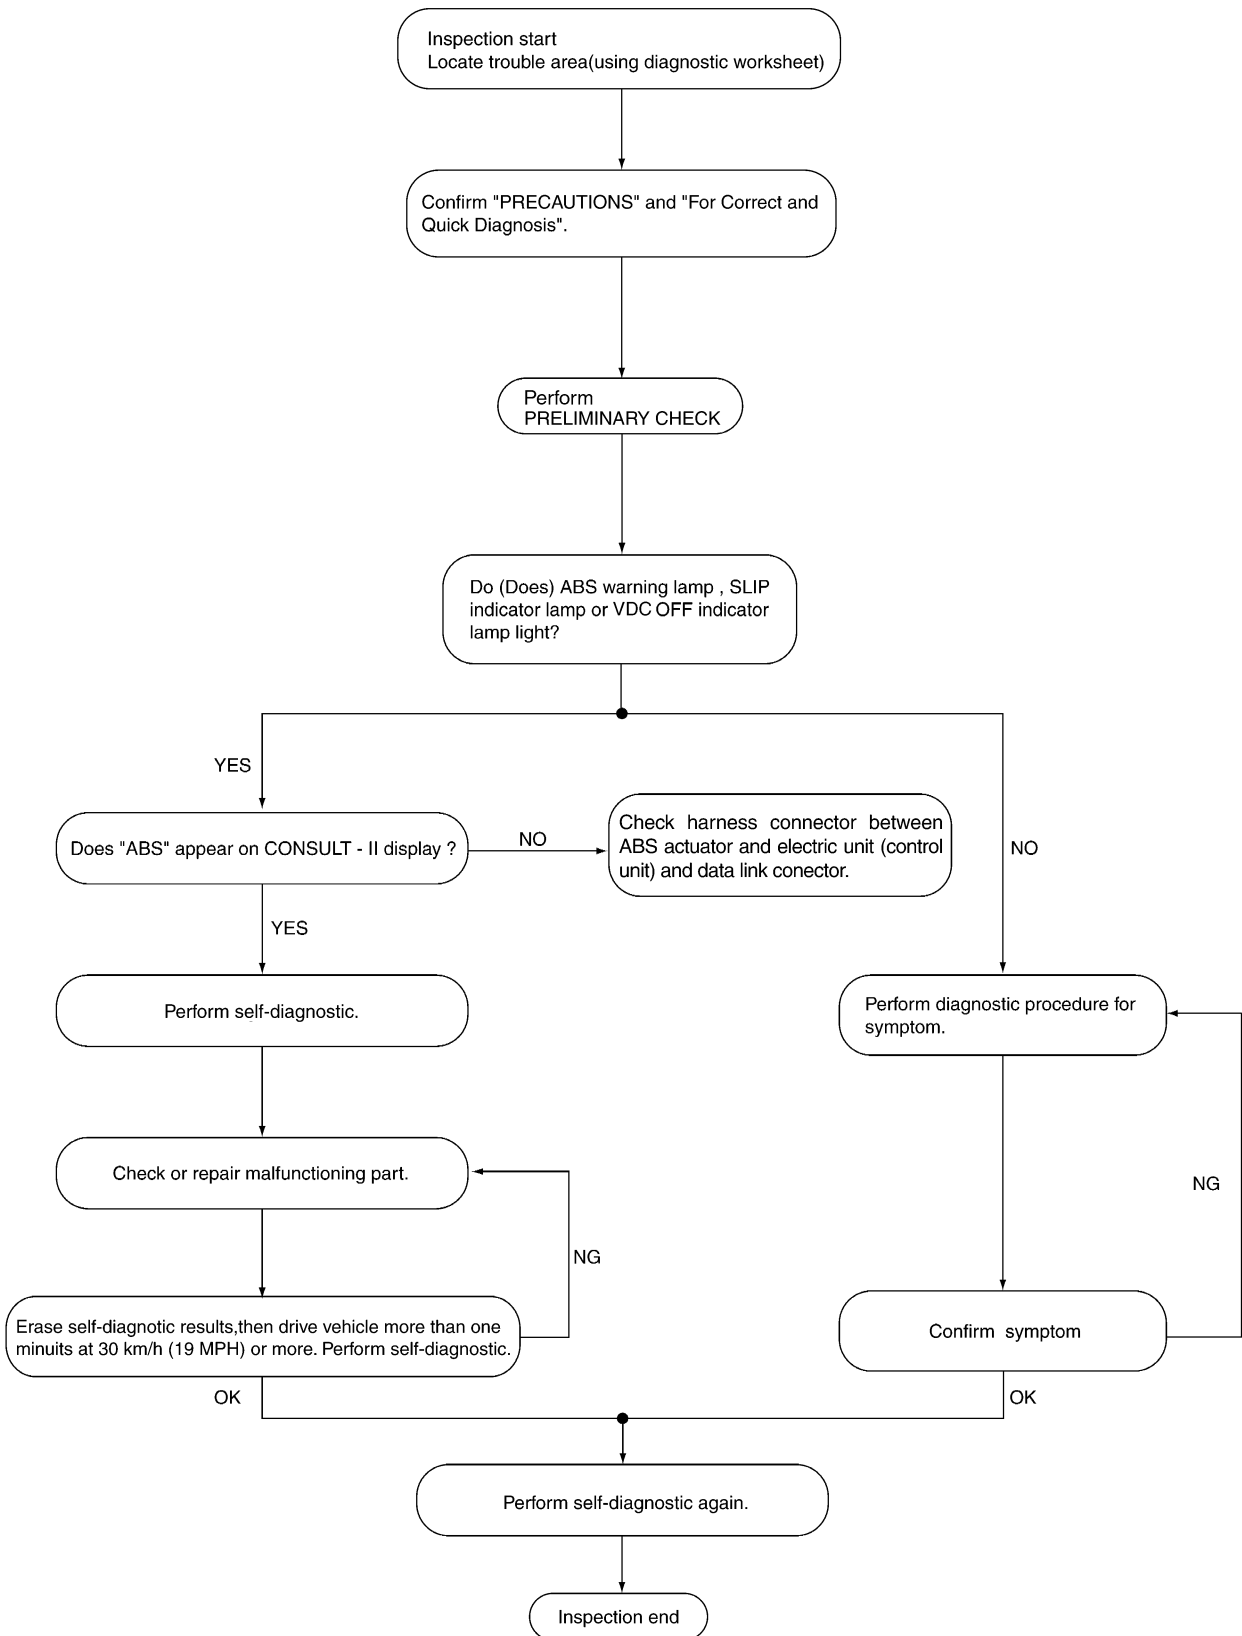 Inspection start
Locate trouble area(using diagnostic worksheet)
Confirm "PRECAUTIONS" and "For Correct and
Quick Diagnosis".
Perform
PRELIMINARY CHECK
Do (Does) ABS warning lamp , SLIP
indicator lamp or VDC OFF indicator
lamp light?
YES
Does "ABS" appear on CONSULT - II display ?
NO
Check harness connector between
ABS actuator and electric unit (control
unit) and data link conector.
NO
YES
Perform self-diagnostic.
Perform diagnostic procedure for
symptom.
Check or repair malfunctioning part.
NG
NG
Erase self-diagnotic results,then drive vehicle more than one
minuits at 30 km/h (19 MPH) or more. Perform self-diagnostic.
Confirm symptom
OK
OK
Perform self-diagnostic again.
Inspection end